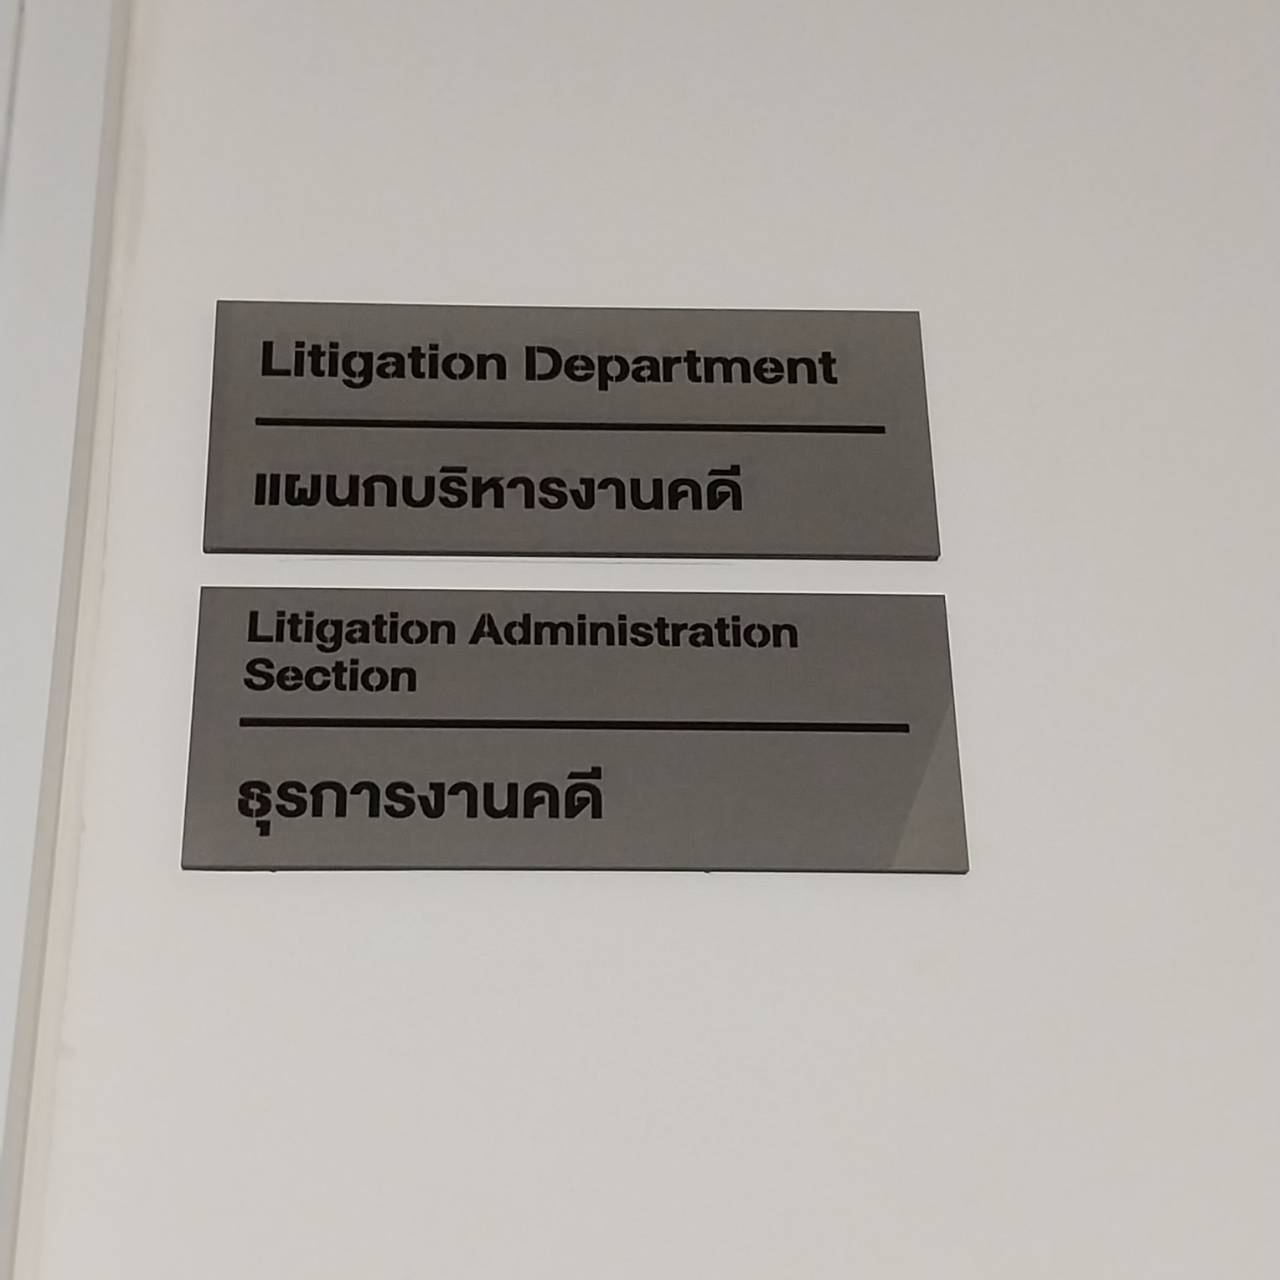 Litigation Department
แผนกบริหารงานคดี
Litigation Administration
Section
ธุรการงานคดี